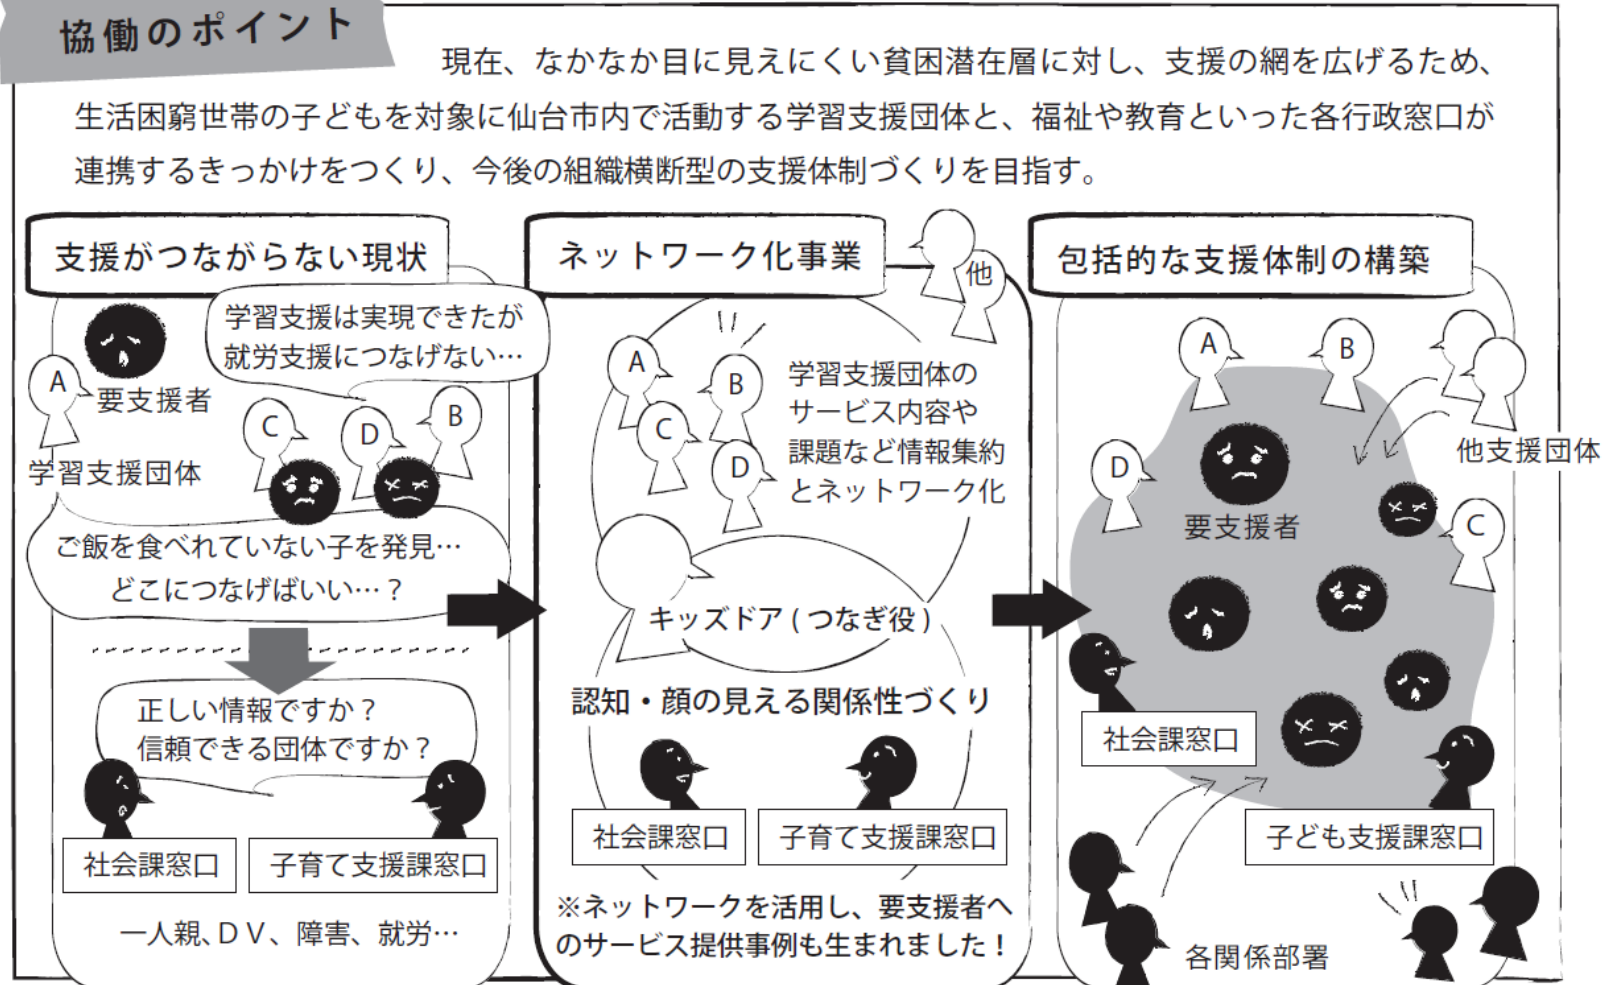 協働のポイント
現在、なかなか目に見えにくい貧困潜在層に対し、支援の網を広げるため、
生活困窮世帯の子どもを対象に仙台市内で活動する学習支援団体と、福祉や教育といった各行政窓口が
連携するきっかけをつくり、今後の組織横断型の支援体制づくりを目指す。
支援がつながらない現状
学習支援は実現できたが
就労支援につなげない…
A
要支援者
C
D
B
学習支援団体
ご飯を食べれていない子を発見…
どこにつなげばいい…？
正しい情報ですか？
信頼できる団体ですか？
社会課窓口
子育て支援課窓口
一人親、ＤＶ、障害、就労…
ネットワーク化事業
他
A
B
C
D
学習支援団体の
サービス内容や
課題など情報集約
とネットワーク化
キッズドア ( つなぎ役 )
認知・顔の見える関係性づくり
社会課窓口
子育て支援課窓口
※ネットワークを活用し、要支援者へ
のサービス提供事例も生まれました！
包括的な支援体制の構築
A
B
他支援団体
D
要支援者
C
社会課窓口
子ども支援課窓口
各関係部署